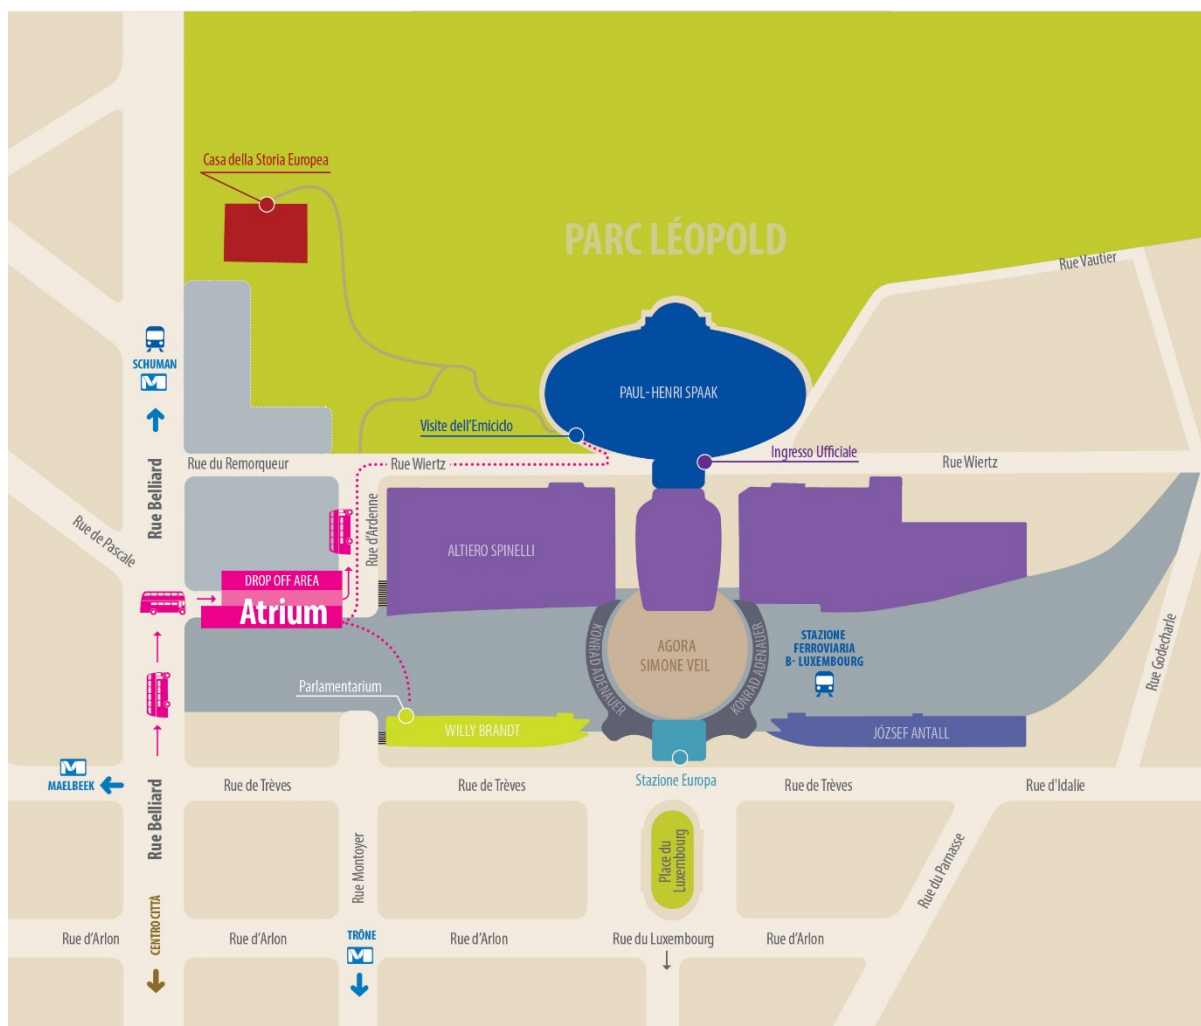 Casa della Storia Europea
PARC LÉOPOLD
Rue Vautier
SCHUMAN
M
PAUL-HENRI SPAAK
Visite dell'Emiciclo
Ingresso Ufficiale
Rue du Remorqueur
Rue Wiertz
Rue Wiertz
Rue Belliard
Rue de Pascale
Rue d'Ardenne
ALTIERO SPINELLI
DROP OFF AREA
Atrium
KONRAD ADENAUER
AGORA
SIMONE VEIL
KONRAD ADENAUER
STAZIONE
FERROVIARIA
B- LUXEMBOURG
Rue Godecharle
Parlamentarium
WILLY BRANDT
JÓZSEF ANTALL
M
MAELBEEK
Rue de Trèves
Rue de Trèves
Stazione Europa
Rue de Trèves
Rue d'Idalie
Rue Belliard
Rue Montoyer
Place du
Luxembourg
Rue du Parnasse
CENTRO CITTÀ
Rue d'Arlon
Rue d'Arlon
TRÔNE
M
Rue d'Arlon
Rue du Luxembourg
Rue d'Arlon